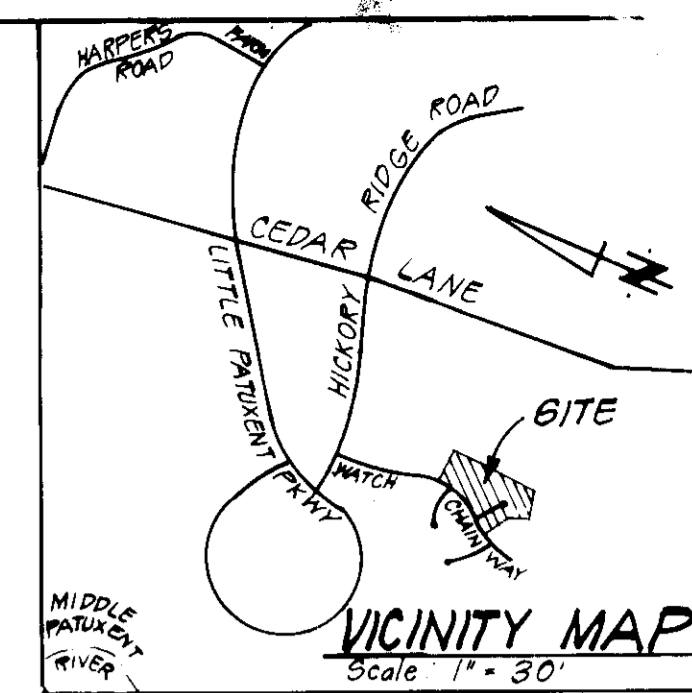 HARPERS FARM
ROAD
RIDGE ROAD
CEDAR LANE
LITTLE PATUXENT PKWY
HICKORY
N
SITE
WATCH CHAIN WAY
MIDDLE
PATUXENT
RIVER
VICINITY MAP
Scale: 1" = 30'